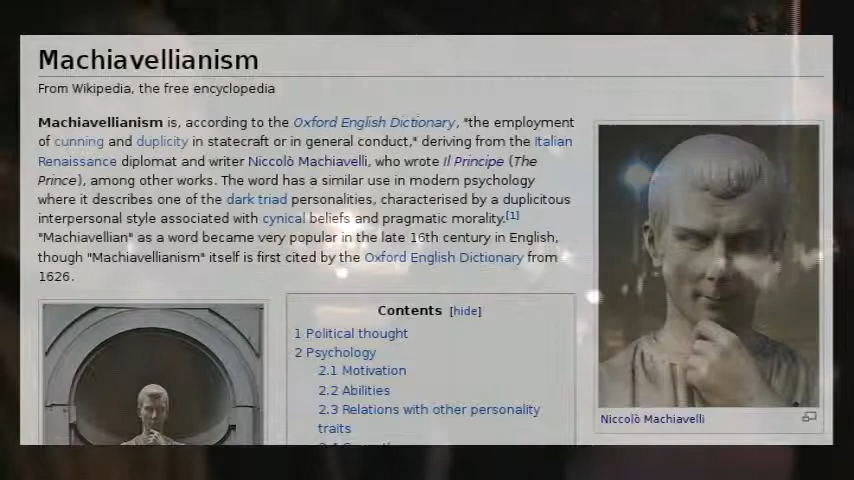 Machiavellianism
From Wikipedia, the free encyclopedia
Machiavellianism is, according to the Oxford English Dictionary, "the employment
of cunning and duplicity in statecraft or in general conduct," deriving from the Italian
Renaissance diplomat and writer Niccolò Machiavelli, who wrote Il Principe (The
Prince), among other works. The word has a similar use in modern psychology
where it describes one of the dark triad personalities, characterised by a duplicitous
interpersonal style associated with cynical beliefs and pragmatic morality.[1]
"Machiavellian" as a word became very popular in the late 16th century in English,
though "Machiavellianism" itself is first cited by the Oxford English Dictionary from
1626.
Contents [hide]
1 Political thought
2 Psychology
2.1 Motivation
2.2 Abilities
2.3 Relations with other personality
traits
Niccolò Machiavelli